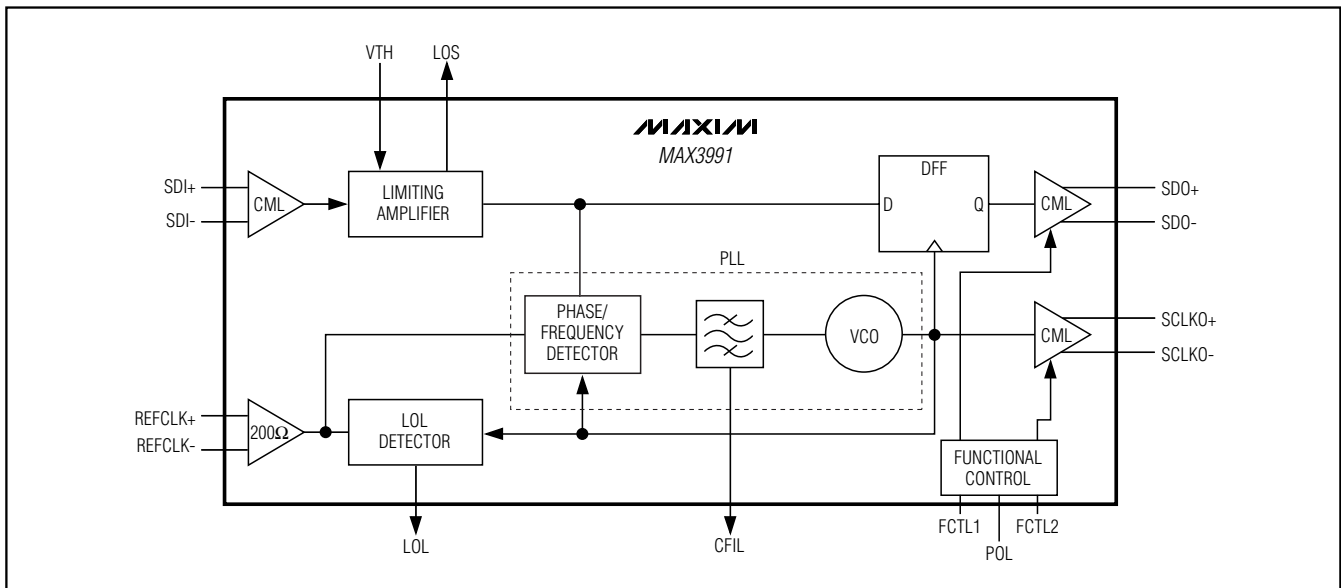 VTH LOS
MAXIM
MAX3991
SDI+
SDI-
CML
LIMITING
AMPLIFIER
DFF
D Q
CML
SDO+
SDO-
PLL
PHASE/
FREQUENCY
DETECTOR
VCO
CML
SCLKO+
SCLKO-
REFCLK+
REFCLK-
200Ω
LOL
DETECTOR
FUNCTIONAL
CONTROL
LOL
CFIL
FCTL1
POL
FCTL2